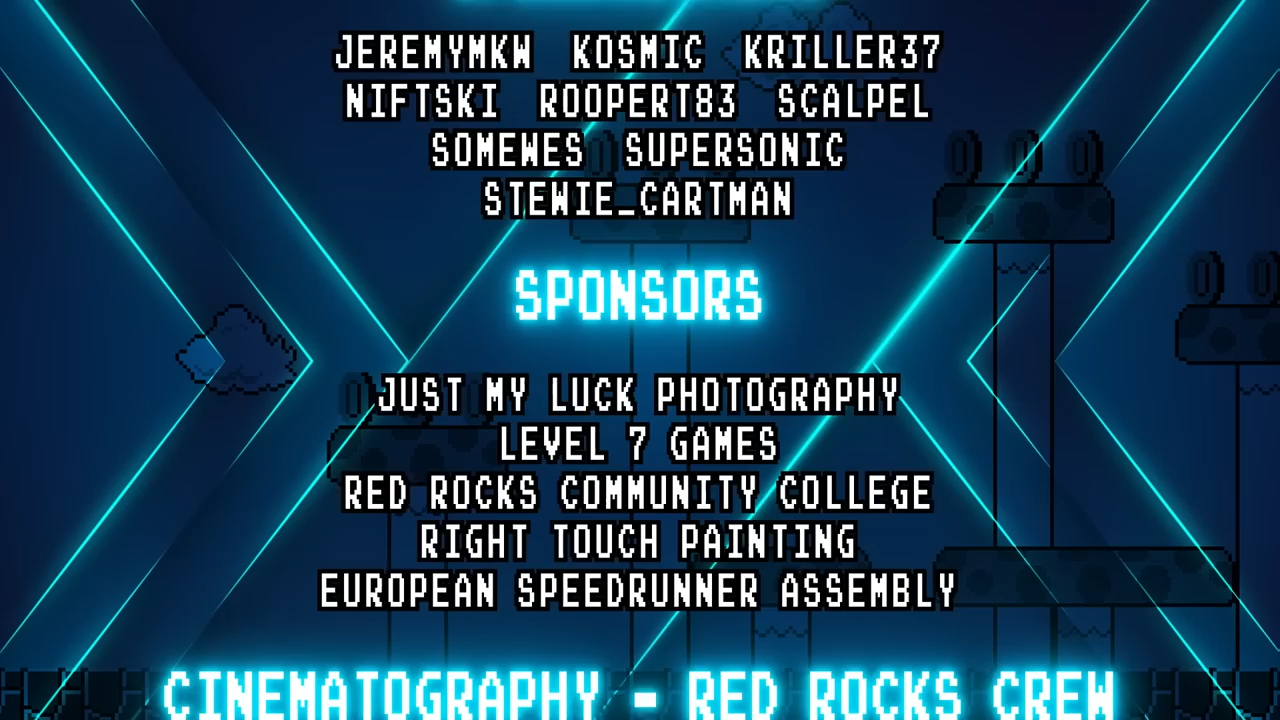 JEREMYMKW KOSMIC KRILLER37
NIFTSKI ROOPERT83 SCALPEL
SOMEWES SUPERSONIC
STEWIE_CARTMAN
SPONSORS
JUST MY LUCK PHOTOGRAPHY
LEVEL 7 GAMES
RED ROCKS COMMUNITY COLLEGE
RIGHT TOUCH PAINTING
EUROPEAN SPEEDRUNNER ASSEMBLY
CINEMATOGRAPHY - RED ROCKS CREW